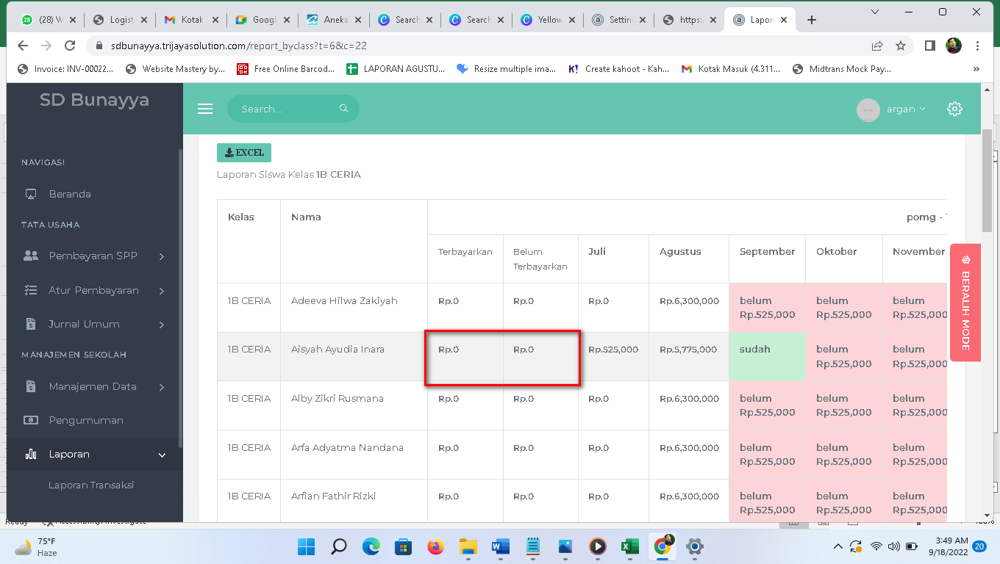 28
(28) W
Logist
Kotak
Googl
Aneka
Search
Search
Yellow
Settin
https:
Lapor
sdbunayya.trijayasolution.com/report_byclass?t=6&c=22
Invoice: INV-00022...
Website Mastery by...
Free Online Barcod...
LAPORAN AGUSTU...
Resize multiple ima...
K! Create kahoot - Kah...
Kotak Masuk (4.311...
Midtrans Mock Pay...
»
SD Bunayya
Search...
argan
NAVIGASI
Beranda
TATA USAHA
Pembayaran SPP
Atur Pembayaran
Jurnal Umum
MANAJEMEN SEKOLAH
Manajemen Data
Pengumuman
Laporan
Laporan Transaksi
EXCEL
Laporan Siswa Kelas 1B CERIA
Kelas Nama pomg -
Terbayarkan Belum Terbayarkan Juli Agustus September Oktober November
1B CERIA Adeeva Hilwa Zakiyah Rp.0 Rp.0 Rp.0 Rp.6,300,000 belum Rp.525,000 belum Rp.525,000 belum Rp.525,000
1B CERIA Aisyah Ayudia Inara Rp.0 Rp.0 Rp.525,000 Rp.5,775,000 sudah belum Rp.525,000 belum Rp.525,000
1B CERIA Alby Zikri Rusmana Rp.0 Rp.0 Rp.0 Rp.6,300,000 belum Rp.525,000 belum Rp.525,000 belum Rp.525,000
1B CERIA Arfa Adyatma Nandana Rp.0 Rp.0 Rp.0 Rp.6,300,000 belum Rp.525,000 belum Rp.525,000 belum Rp.525,000
1B CERIA Arfian Fathir Rizki Rp.0 Rp.0 Rp.0 Rp.6,300,000 belum Rp.525,000 belum Rp.525,000 belum Rp.525,000
BERALIH MODE
75°F
Haze
3:49 AM
9/18/2022
20